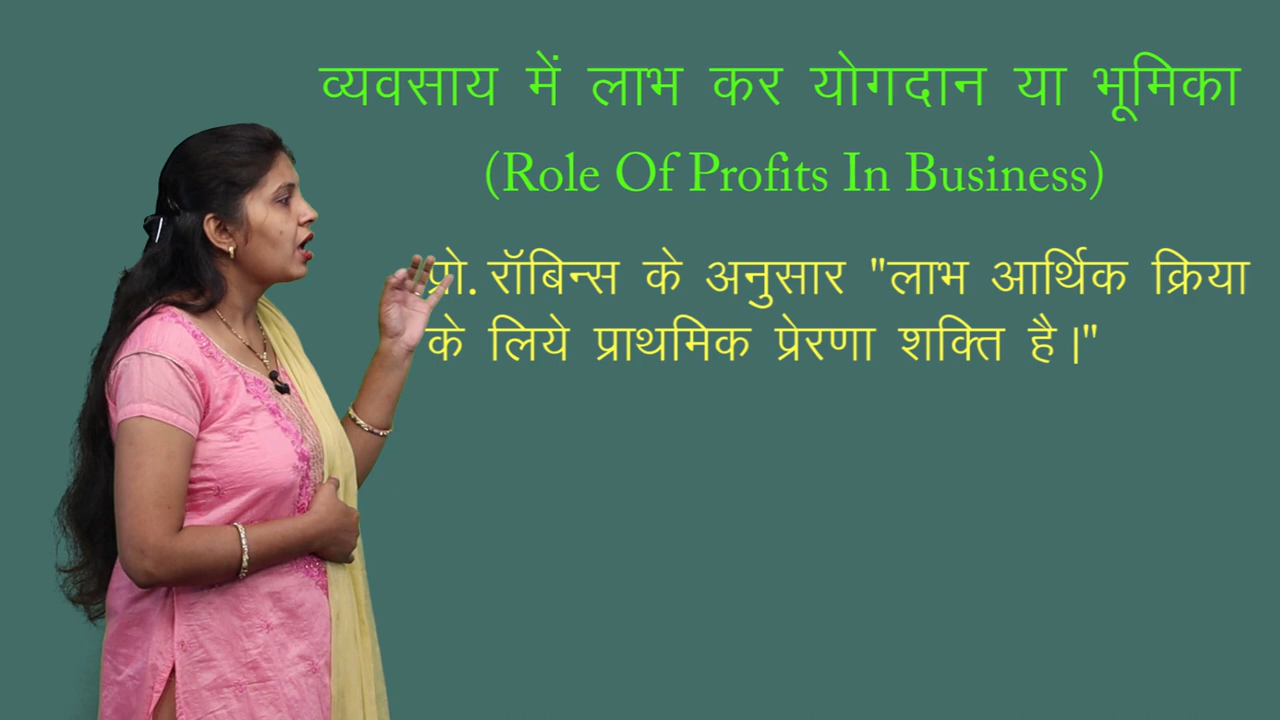 व्यवसाय में लाभ कर योगदान या भूमिका
(Role Of Profits In Business)
प्रो. रॉबिन्स के अनुसार "लाभ आर्थिक क्रिया
के लिये प्राथमिक प्रेरणा शक्ति है।"